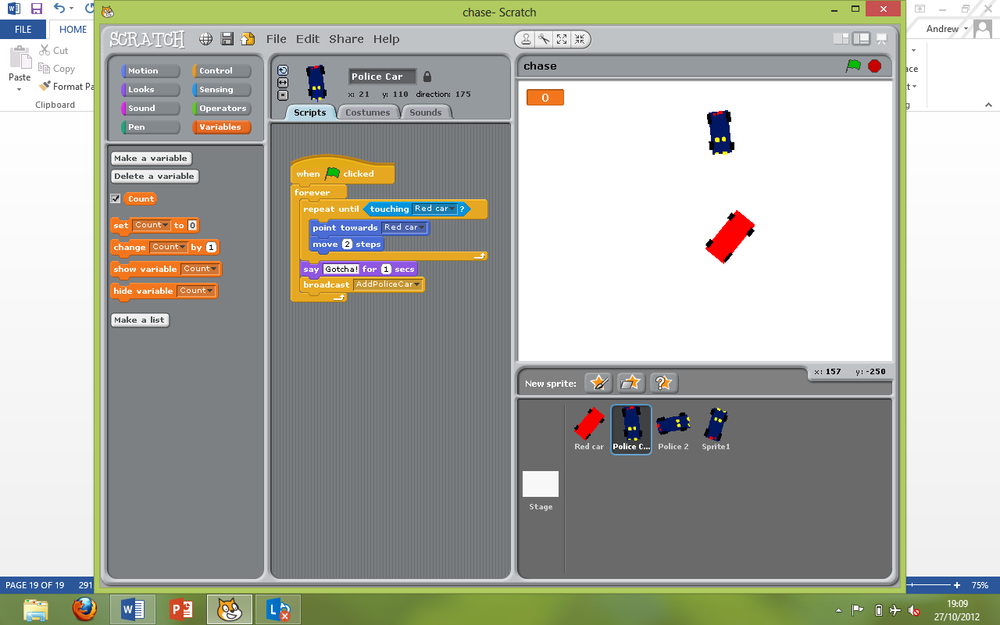 chase- Scratch
FILE
HOME
Cut
Copy
Paste
Format Pa
Clipboard
Andrew
SCRATCH
File Edit Share Help
Motion
Control
Looks
Sensing
Sound
Operators
Pen
Variables
Make a variable
Delete a variable
Count
set Count to 0
change Count by 1
show variable Count
hide variable Count
Make a list
Police Car
x: 21 y: 110 direction: 175
Scripts
Costumes
Sounds
when clicked
forever
repeat until touching Red car ?
point towards Red car
move 2 steps
say Gotcha! for 1 secs
broadcast AddPoliceCar
chase
0
x: 157 y: -250
New sprite:
Red car
Police C...
Police 2
Sprite1
Stage
PAGE 19 OF 19 291
75%
19:09
27/10/2012